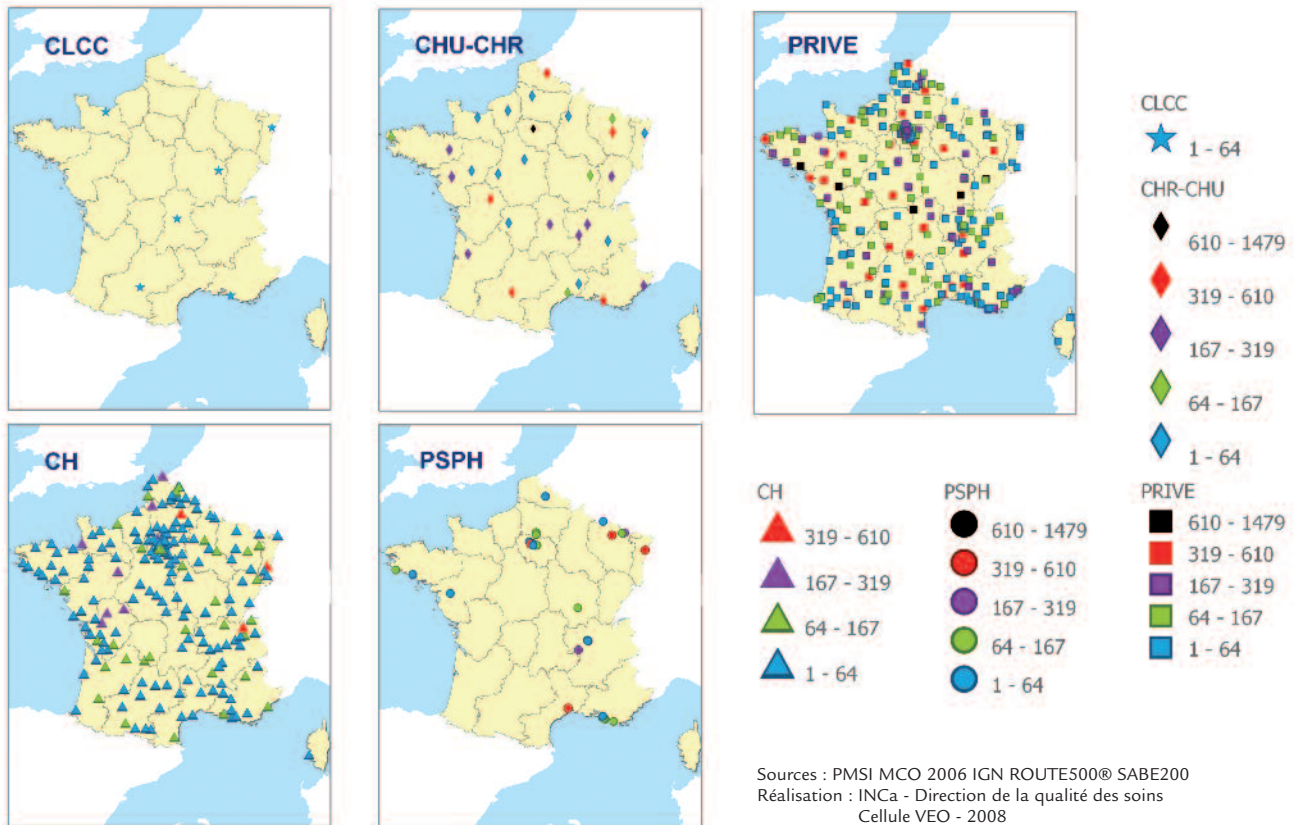 CLCC
CHU-CHR
PRIVE
CLCC
1 - 64
CHR-CHU
610 - 1479
319 - 610
167 - 319
64 - 167
1 - 64
CH
PSPH
CH
319 - 610
167 - 319
64 - 167
1 - 64
PSPH
610 - 1479
319 - 610
167 - 319
64 - 167
1 - 64
PRIVE
610 - 1479
319 - 610
167 - 319
64 - 167
1 - 64
Sources : PMSI MCO 2006 IGN ROUTE500® SABE200
Réalisation : INCa - Direction de la qualité des soins
Cellule VEO - 2008